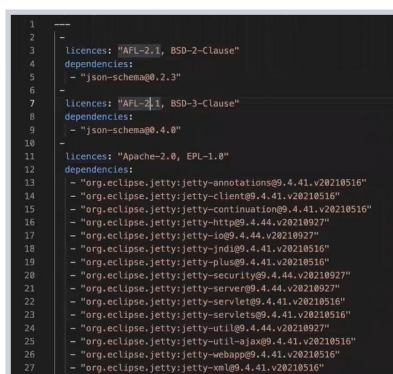 1 ---
2 -
3 licences: "AFL-2.1, BSD-2-Clause"
4 dependencies:
5 - "json-schema@0.2.3"
6 -
7 licences: "AFL-2.1, BSD-3-Clause"
8 dependencies:
9 - "json-schema@0.4.0"
10 -
11 licences: "Apache-2.0, EPL-1.0"
12 dependencies:
13 - "org.eclipse.jetty:jetty-annotations@9.4.41.v20210516"
14 - "org.eclipse.jetty:jetty-client@9.4.41.v20210516"
15 - "org.eclipse.jetty:jetty-continuation@9.4.41.v20210516"
16 - "org.eclipse.jetty:jetty-http@9.4.44.v20210927"
17 - "org.eclipse.jetty:jetty-io@9.4.44.v20210927"
18 - "org.eclipse.jetty:jetty-jndi@9.4.41.v20210516"
19 - "org.eclipse.jetty:jetty-plus@9.4.41.v20210516"
20 - "org.eclipse.jetty:jetty-security@9.4.44.v20210927"
21 - "org.eclipse.jetty:jetty-server@9.4.44.v20210927"
22 - "org.eclipse.jetty:jetty-servlet@9.4.41.v20210516"
23 - "org.eclipse.jetty:jetty-servlets@9.4.41.v20210516"
24 - "org.eclipse.jetty:jetty-util@9.4.44.v20210927"
25 - "org.eclipse.jetty:jetty-util-ajax@9.4.41.v20210516"
26 - "org.eclipse.jetty:jetty-webapp@9.4.41.v20210516"
27 - "org.eclipse.jetty:jetty-xml@9.4.41.v20210516"